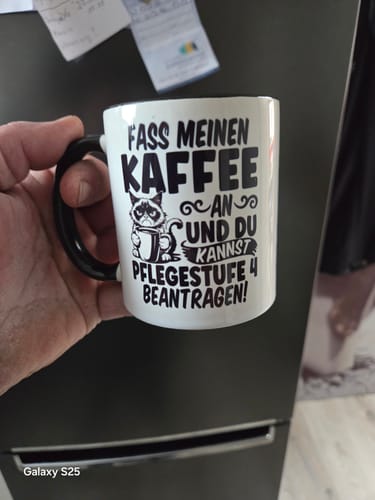 FASS MEINEN
KAFFEE
AN
UND DU
KANNST
PFLEGESTUFE 4
BEANTRAGEN!
Galaxy S25